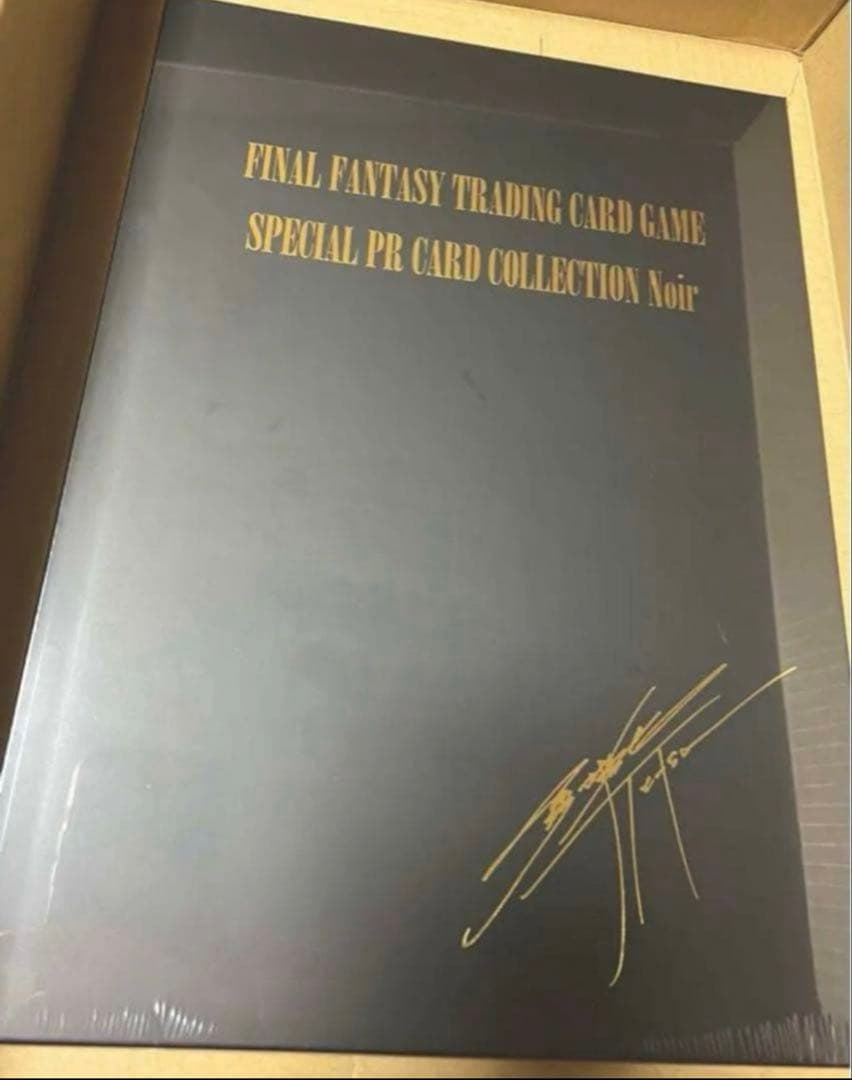 FINAL FANTASY TRADING CARD GAME
SPECIAL PR CARD COLLECTION Noir